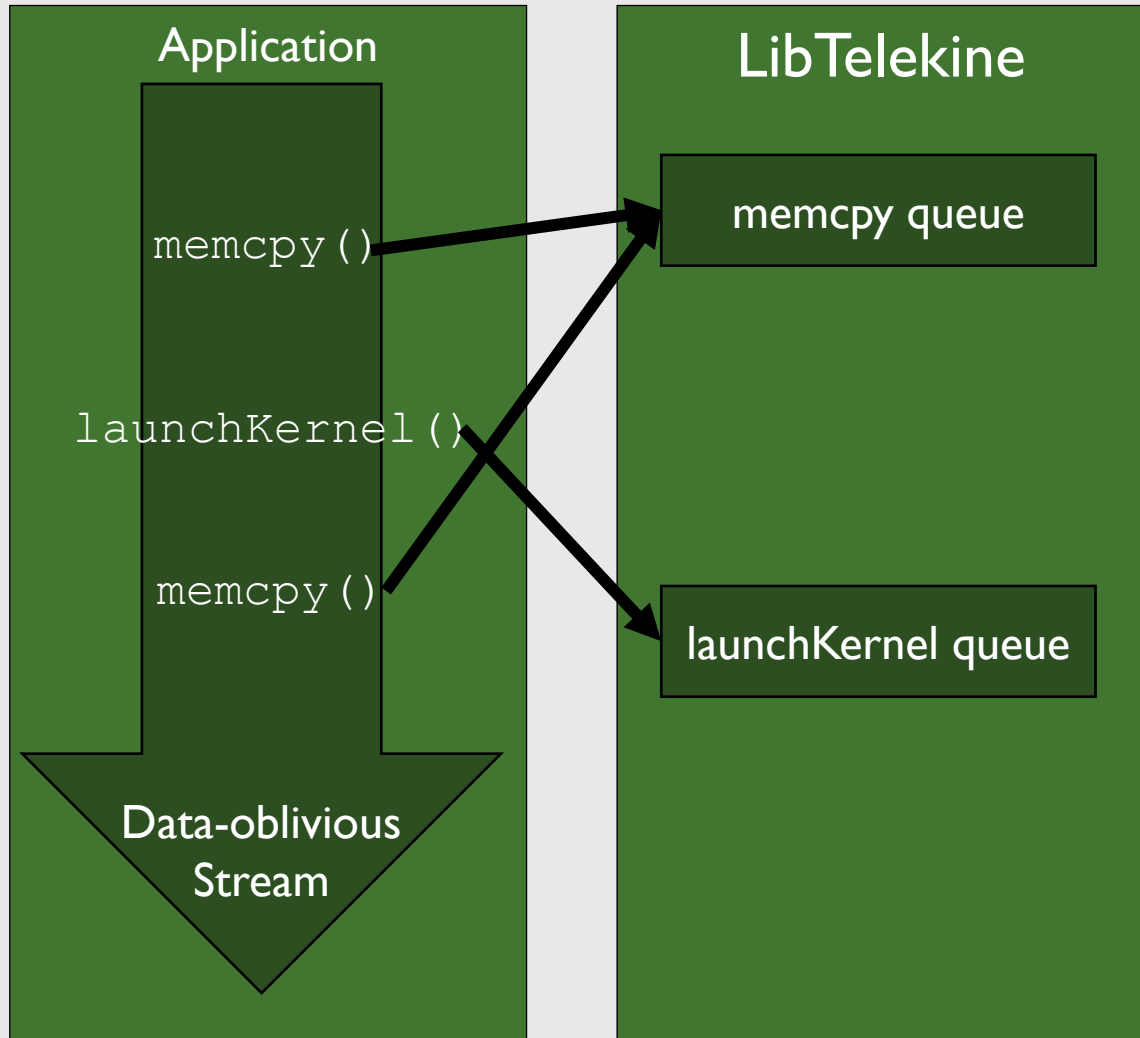 Application
memcpy()
launchKernel()
memcpy()
Data-oblivious
Stream
LibTelekine
memcpy queue
launchKernel queue